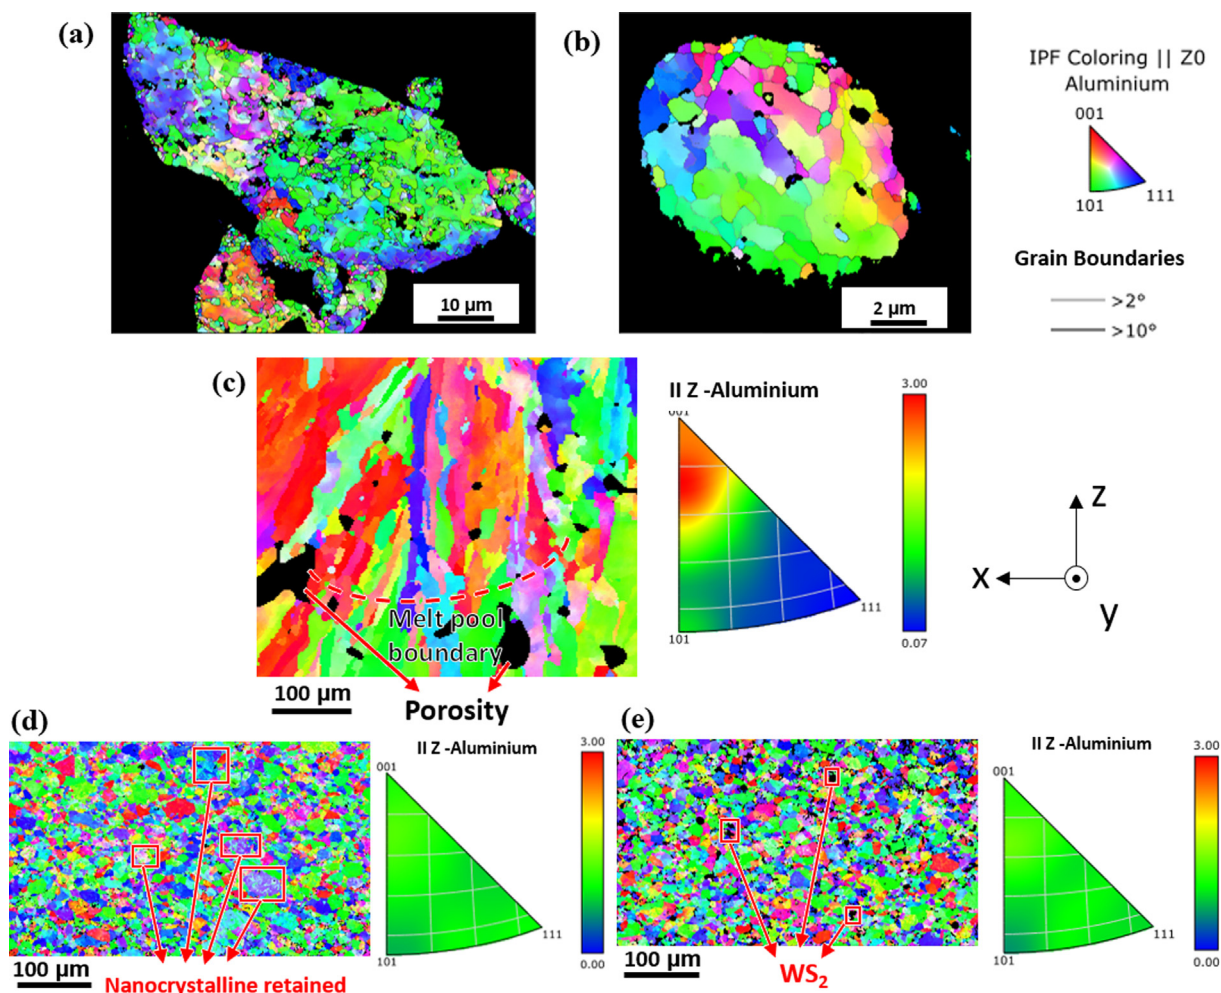 (a)
(b)
10 µm
2 µm
IPF Coloring || Z0
Aluminium
001
101
111
Grain Boundaries
>2°
>10°
(c)
Melt pool
boundary
100 µm
Porosity
II Z -Aluminium
001
101
111
3.00
0.07
Z
X
y
(d)
100 µm
Nanocrystalline retained
II Z -Aluminium
001
101
111
3.00
0.00
(e)
100 µm
WS2
II Z -Aluminium
001
101
111
3.00
0.00